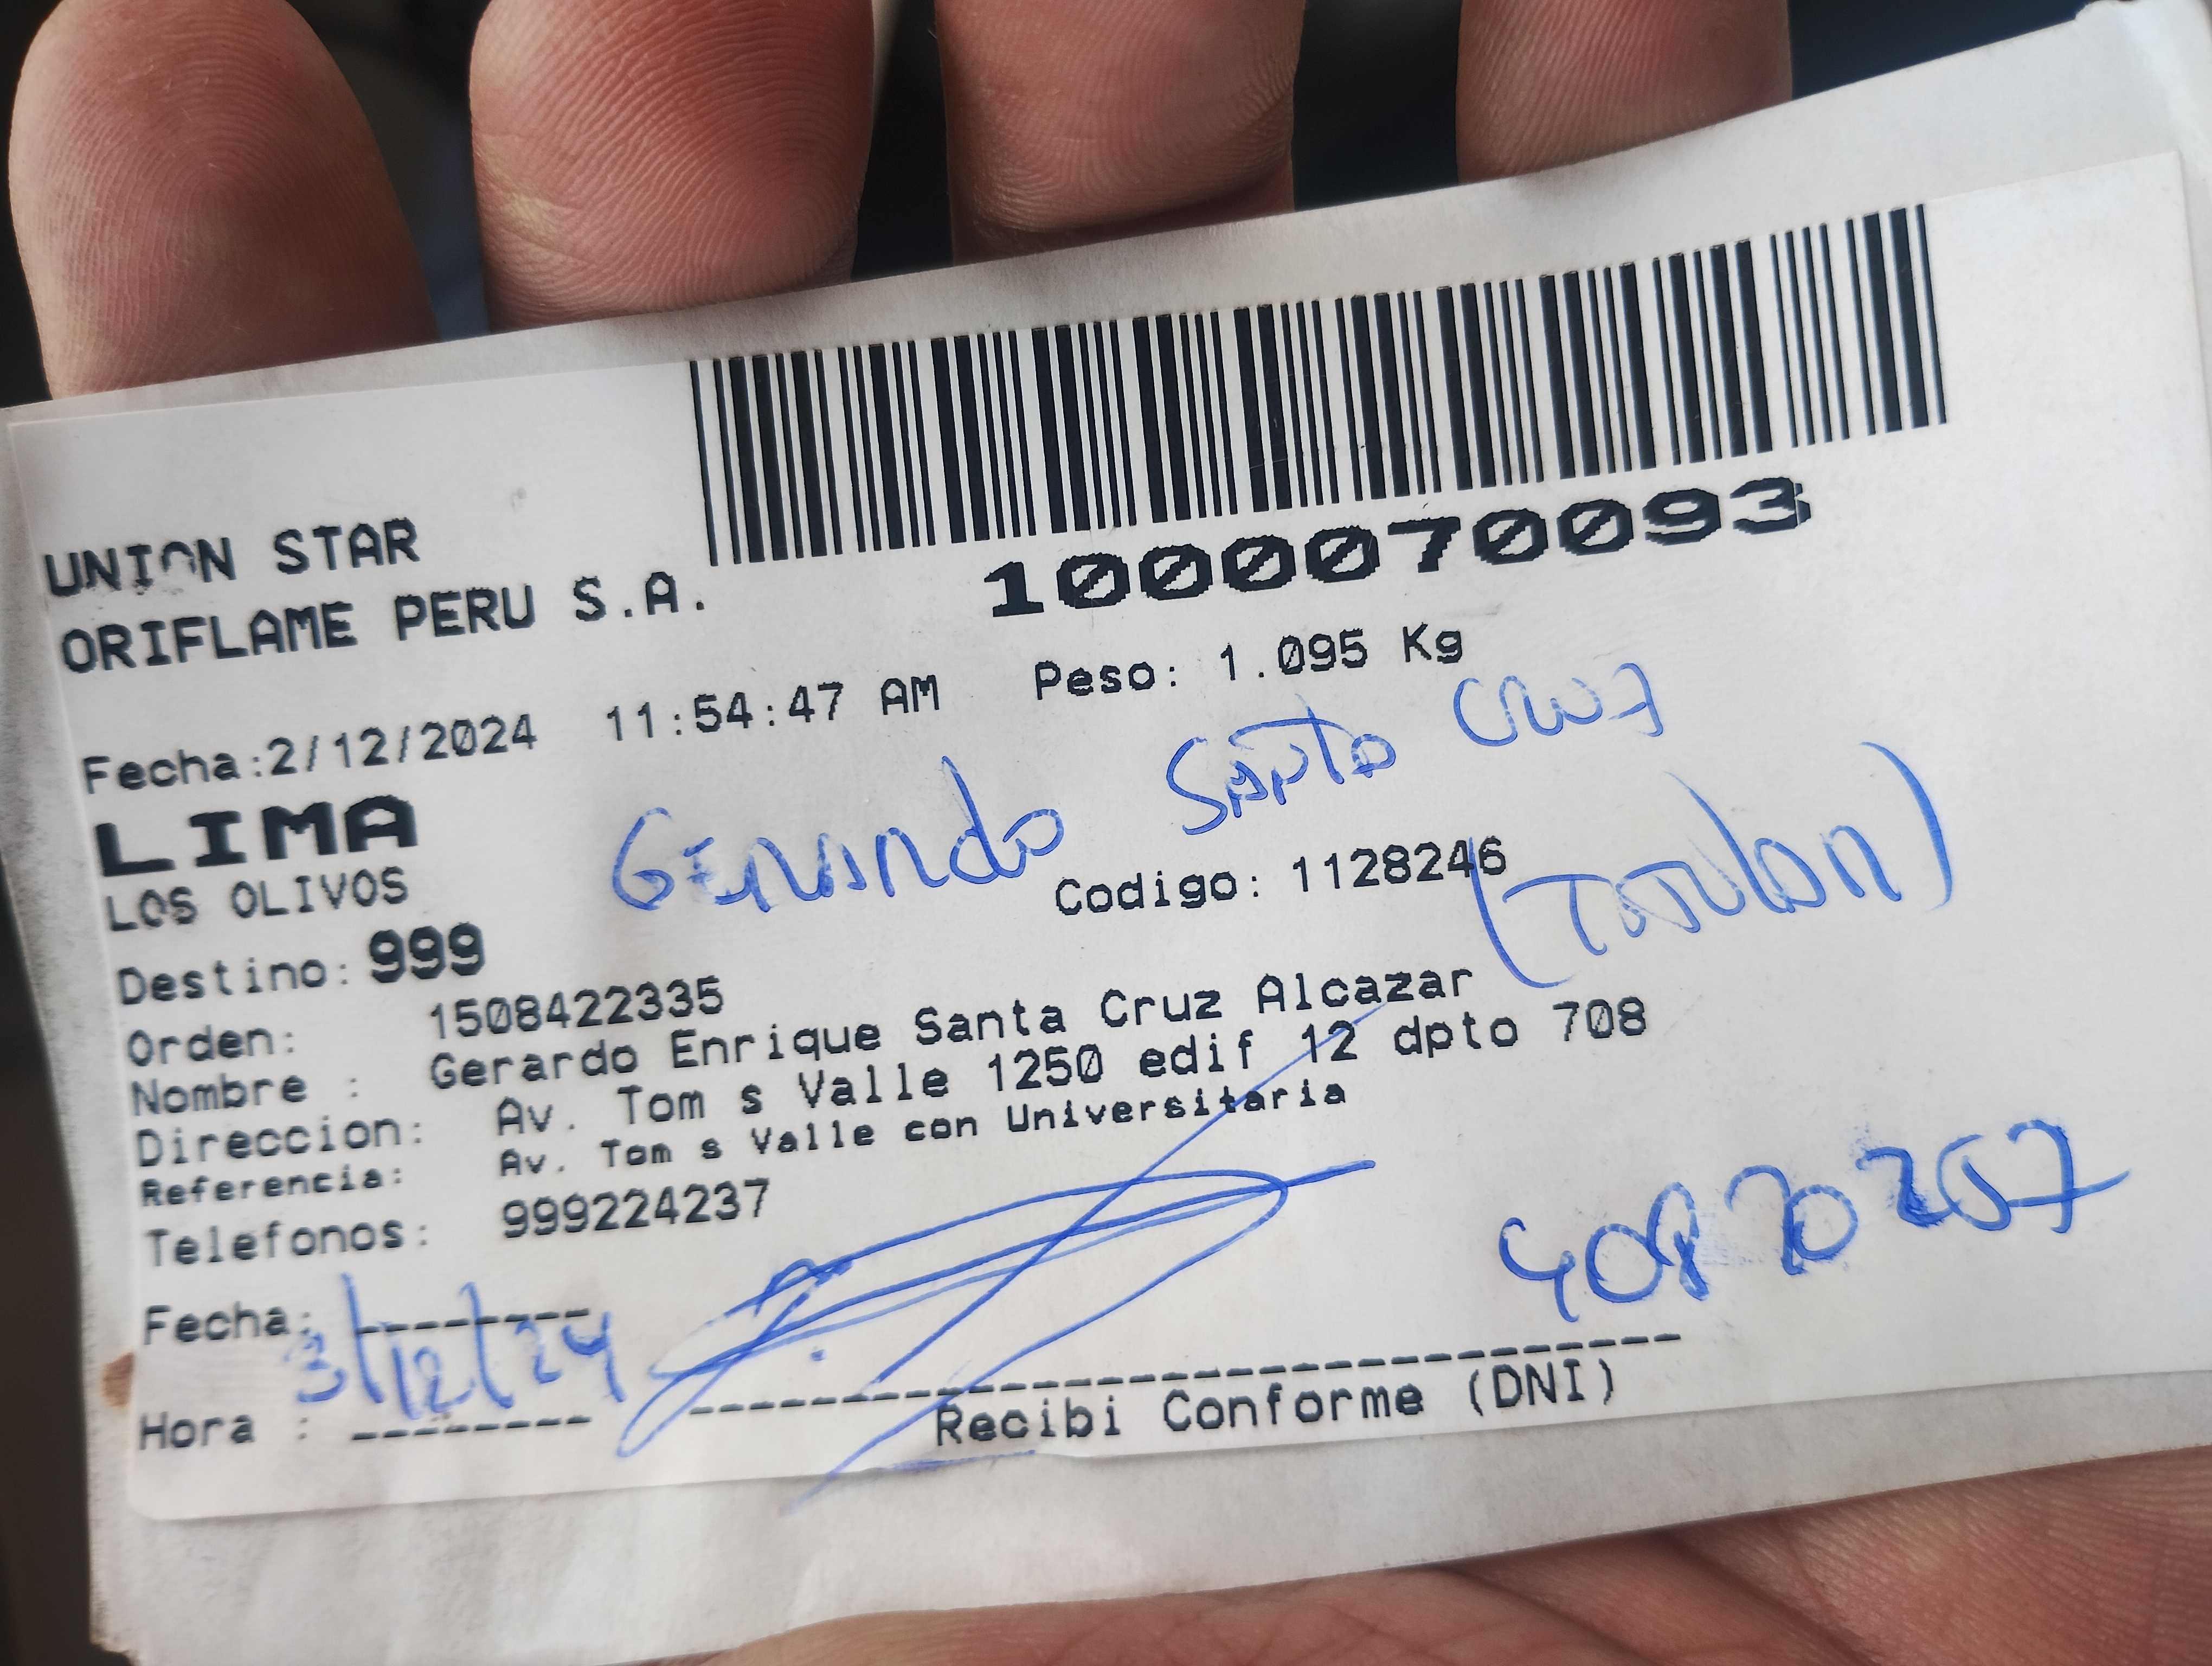 UNION STAR
ORIFLAME PERU S.A.
1000070093
Fecha:2/12/2024 11:54:47 AM Peso: 1.095 Kg
LIMA
GERARDO SANTA CRUZ
LOS OLIVOS
Codigo: 1128246
(Titular)
Destino: 999
Orden: 1508422335
Nombre : Gerardo Enrique Santa Cruz Alcazar
Direccion: Av. Tom s Valle 1250 edif 12 dpto 708
Referencia: Av. Tom s Valle con Universitaria
Telefonos: 999224237
40870267
Fecha: --------
3/12/24
Hora : --------
Recibi Conforme (DNI)